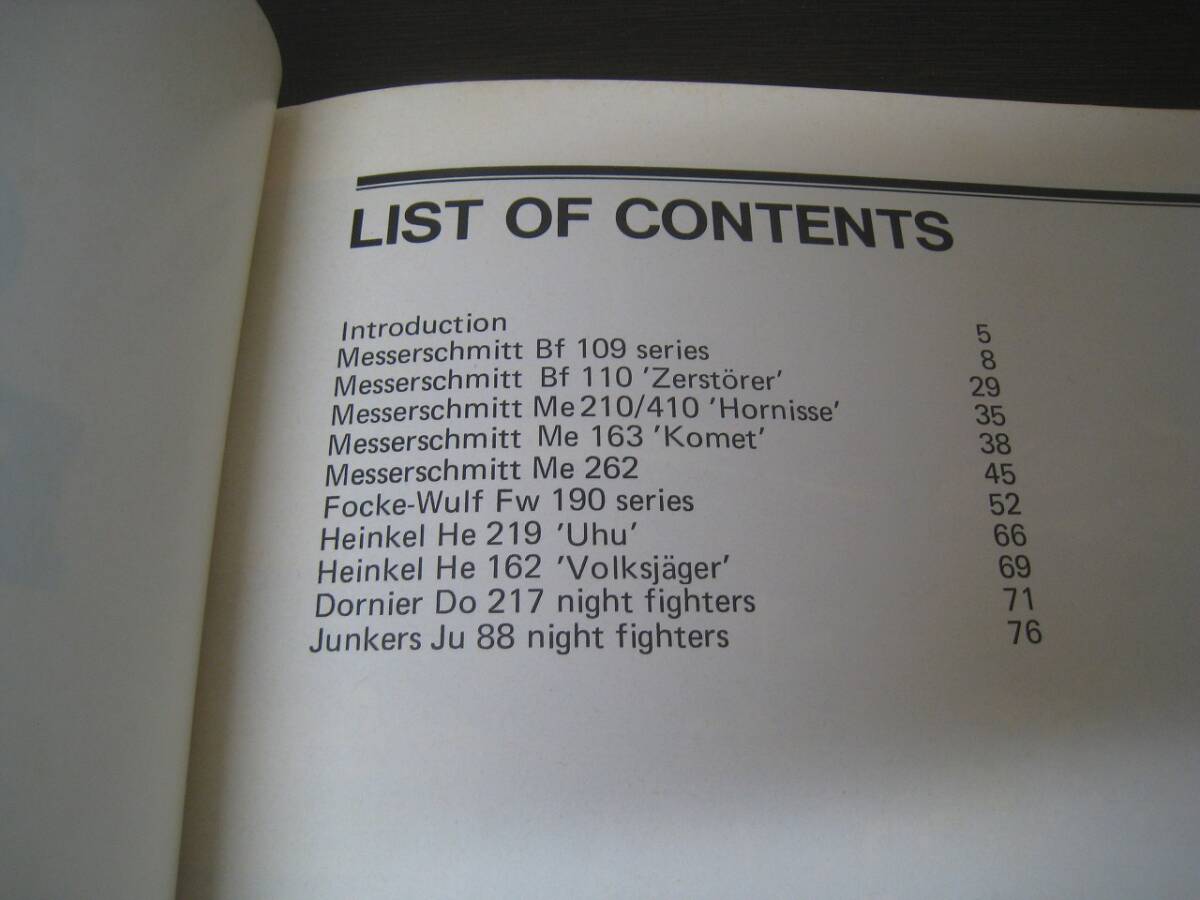 LIST OF CONTENTS
Introduction 5
Messerschmitt Bf 109 series 8
Messerschmitt Bf 110 'Zerstörer' 29
Messerschmitt Me 210/410 'Hornisse' 35
Messerschmitt Me 163 'Komet' 38
Messerschmitt Me 262 45
Focke-Wulf Fw 190 series 52
Heinkel He 219 'Uhu' 66
Heinkel He 162 'Volksjäger' 69
Dornier Do 217 night fighters 71
Junkers Ju 88 night fighters 76